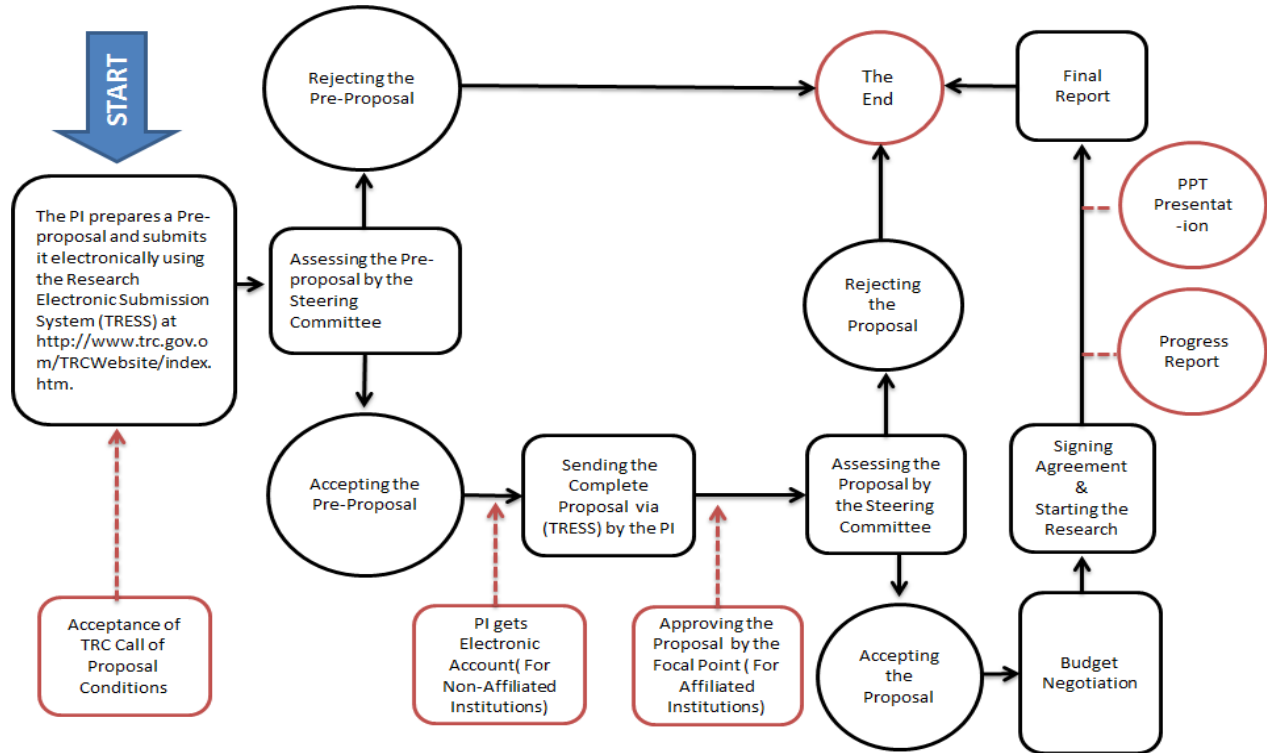 START
The PI prepares a Pre-
proposal and submits
it electronically using
the Research
Electronic Submission
System (TRESS) at
http://www.trc.gov.o
m/TRCWebsite/index.
htm.
Acceptance of
TRC Call of
Proposal
Conditions
Rejecting the
Pre-Proposal
Assessing the Pre-
proposal by the
Steering
Committee
Accepting the
Pre-Proposal
Sending the
Complete
Proposal via
(TRESS) by the PI
PI gets
Electronic
Account( For
Non-Affiliated
Institutions)
Approving the
Proposal by the
Focal Point ( For
Affiliated
Institutions)
The
End
Rejecting
the
Proposal
Assessing the
Proposal by
the Steering
Committee
Accepting
the
Proposal
Budget
Negotiation
Signing
Agreement
&
Starting the
Research
Progress
Report
PPT
Presentat
-ion
Final
Report